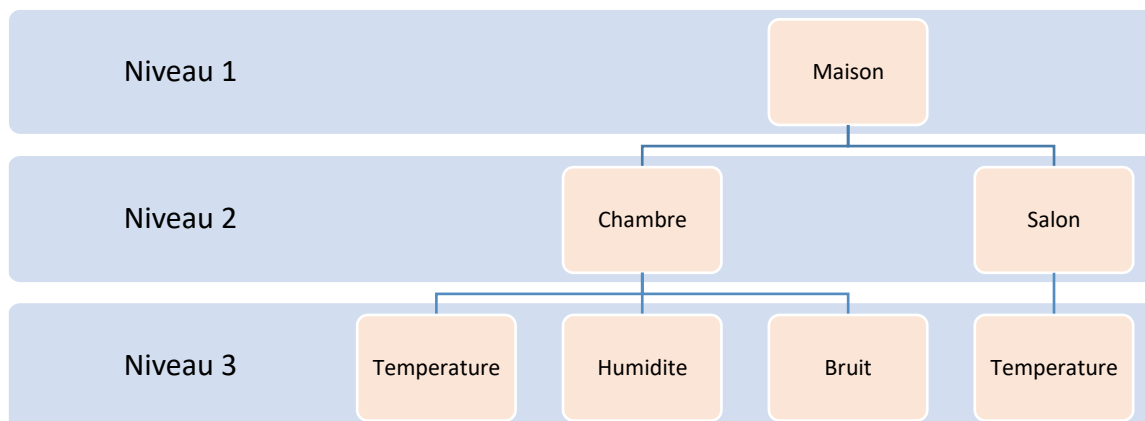 Niveau 1
Maison
Niveau 2
Chambre
Salon
Niveau 3
Temperature
Humidite
Bruit
Temperature